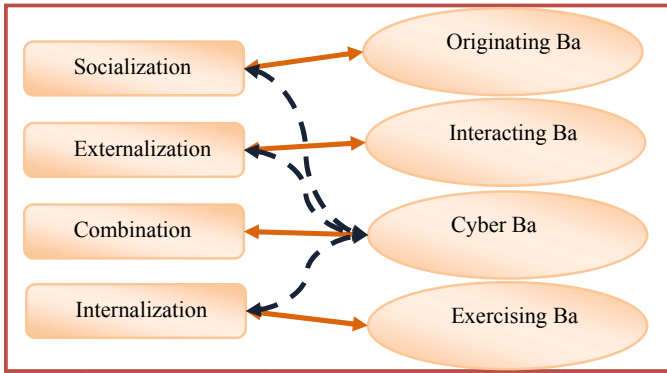 Socialization
Originating Ba
Externalization
Interacting Ba
Combination
Cyber Ba
Internalization
Exercising Ba